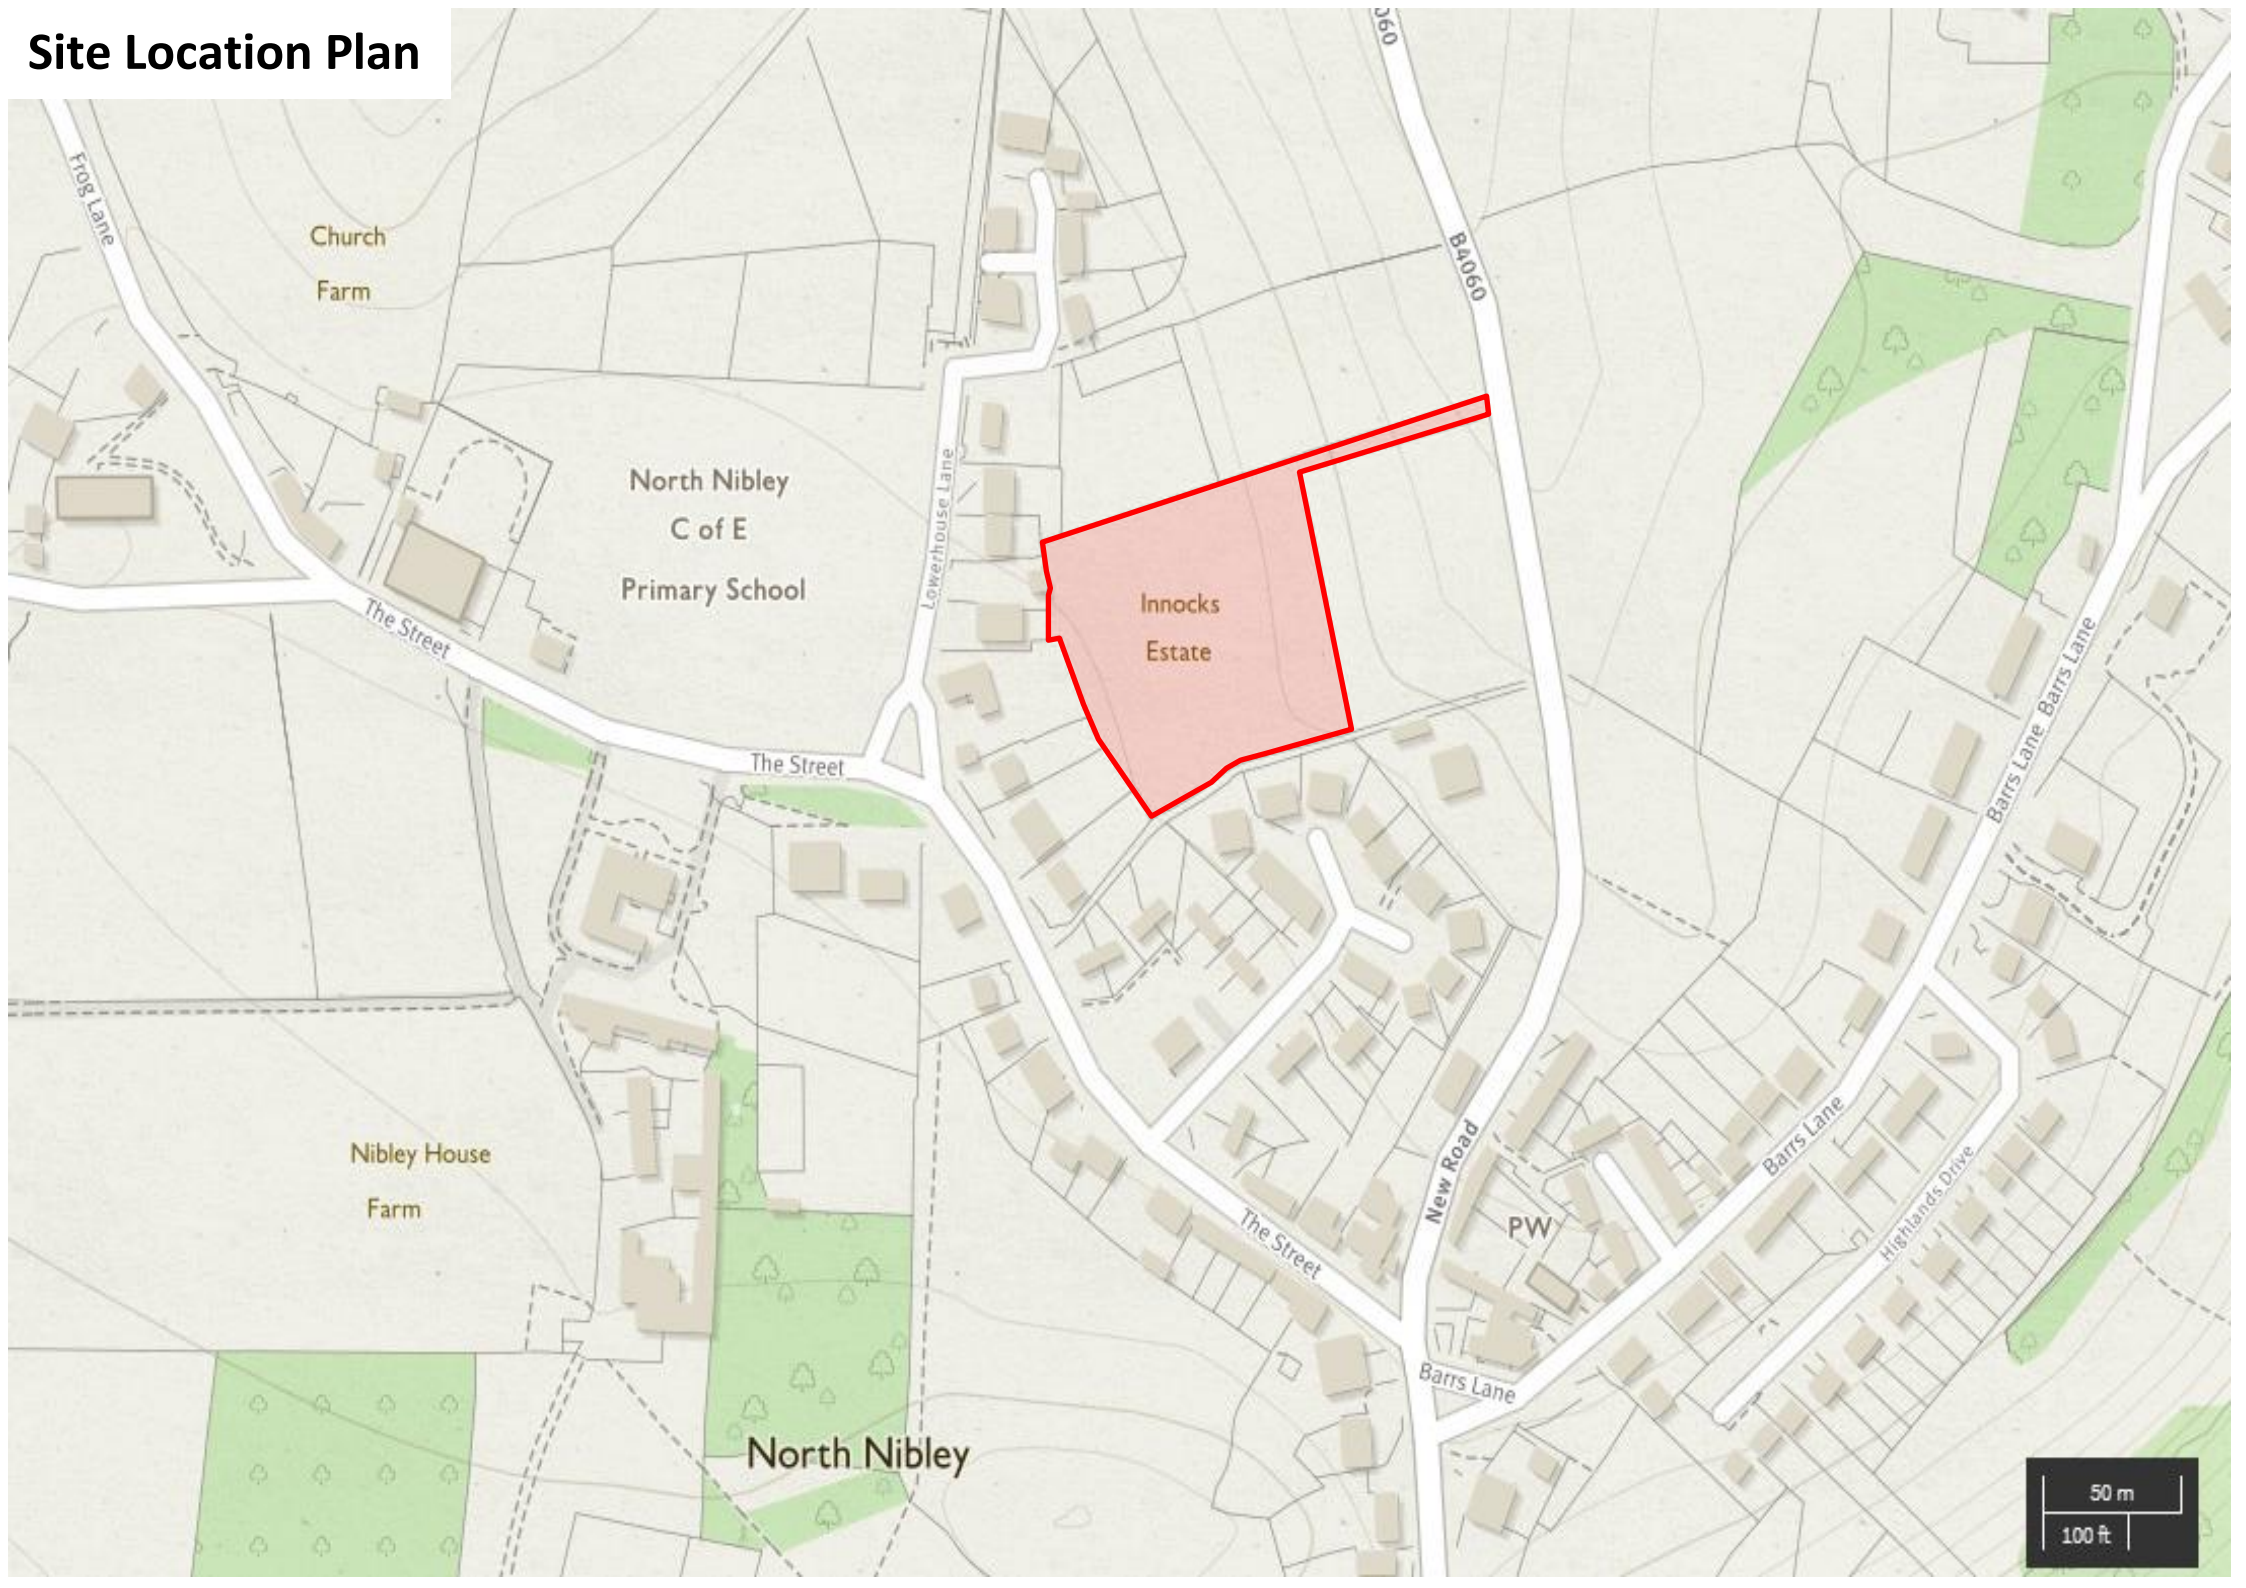 Site Location Plan
060
Frog Lane
Church
Farm
B4060
North Nibley
C of E
Primary School
Lowerhouse Lane
Innocks
Estate
The Street
The Street
Barrs Lane
Barrs Lane
Nibley House
Farm
New Road
Barrs Lane
Highlands Drive
PW
The Street
Barrs Lane
North Nibley
50 m
100 ft